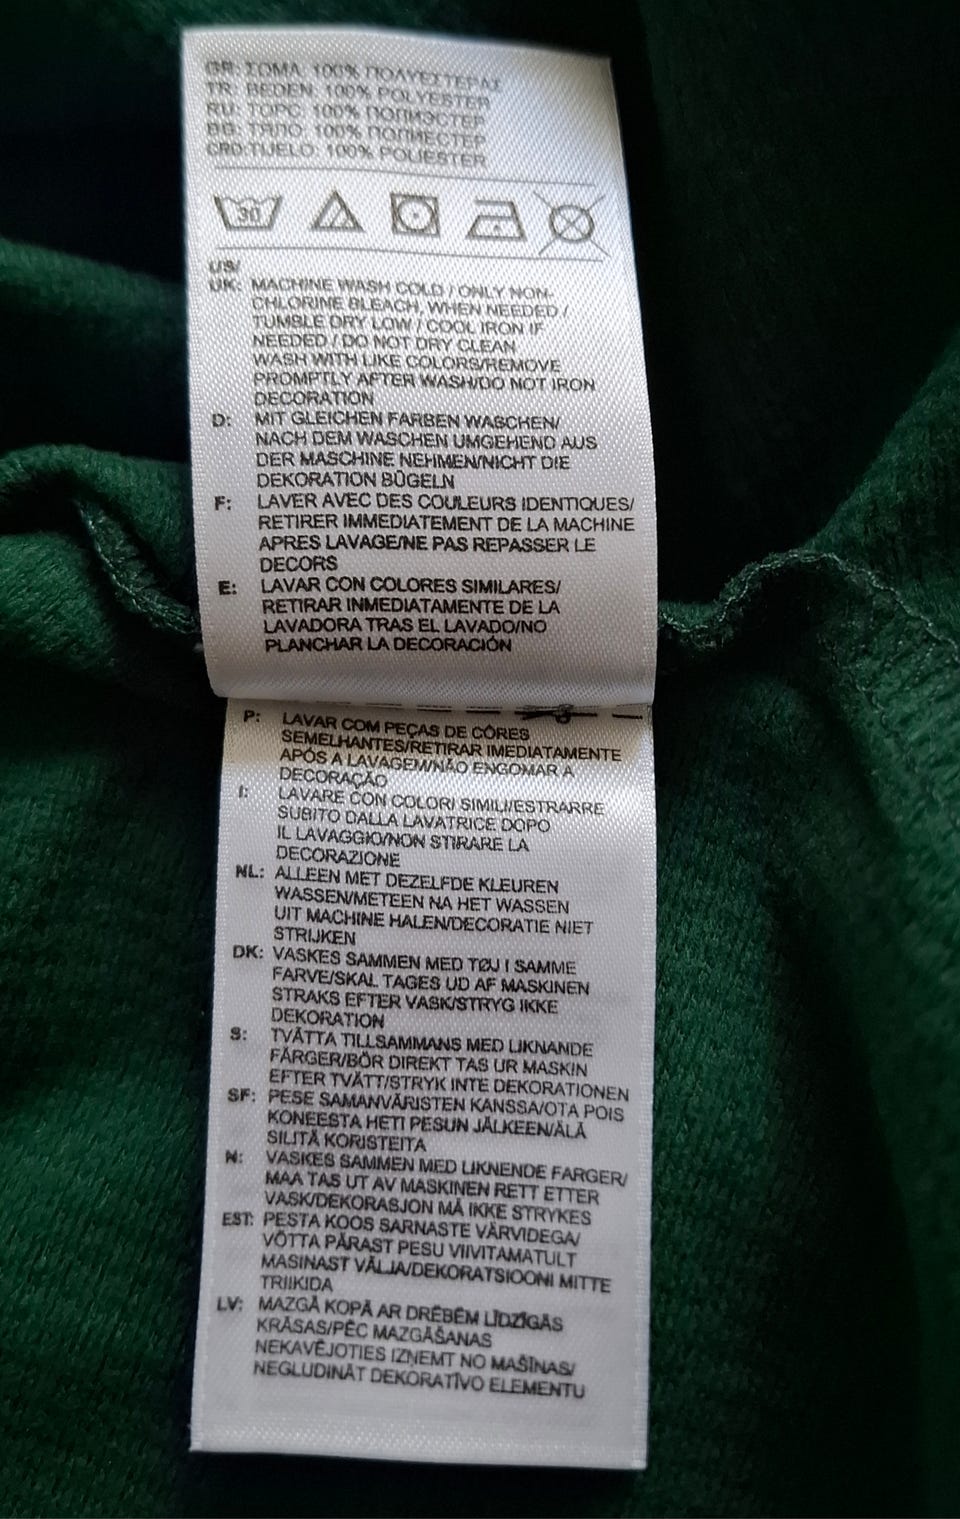 GR: ΣΩMA: 100% ΠΟΛΥΕΣΤΕΡΑΣ
TR: BEDEN: 100% POLYESTER
RU: ТОРС: 100% ПОЛИЭСТЕР
BG: ТЯЛО: 100% ПОЛИЕСТЕР
CRO:TIJELO: 100% POLIESTER
30
US/
UK: MACHINE WASH COLD / ONLY NON-
CHLORINE BLEACH, WHEN NEEDED /
TUMBLE DRY LOW / COOL IRON IF
NEEDED / DO NOT DRY CLEAN
WASH WITH LIKE COLORS/REMOVE
PROMPTLY AFTER WASH/DO NOT IRON
DECORATION
D: MIT GLEICHEN FARBEN WASCHEN/
NACH DEM WASCHEN UMGEHEND AUS
DER MASCHINE NEHMEN/NICHT DIE
DEKORATION BÜGELN
F: LAVER AVEC DES COULEURS IDENTIQUES/
RETIRER IMMEDIATEMENT DE LA MACHINE
APRES LAVAGE/NE PAS REPASSER LE
DECORS
E: LAVAR CON COLORES SIMILARES/
RETIRAR INMEDIATAMENTE DE LA
LAVADORA TRAS EL LAVADO/NO
PLANCHAR LA DECORACIÓN
P: LAVAR COM PEÇAS DE CÔRES
SEMELHANTES/RETIRAR IMEDIATAMENTE
APÓS A LAVAGEM/NÃO ENGOMAR A
DECORAÇÃO
I: LAVARE CON COLORI SIMILI/ESTRARRE
SUBITO DALLA LAVATRICE DOPO
IL LAVAGGIO/NON STIRARE LA
DECORAZIONE
NL: ALLEEN MET DEZELFDE KLEUREN
WASSEN/METEEN NA HET WASSEN
UIT MACHINE HALEN/DECORATIE NIET
STRIJKEN
DK: VASKES SAMMEN MED TØJ I SAMME
FARVE/SKAL TAGES UD AF MASKINEN
STRAKS EFTER VASK/STRYG IKKE
DEKORATION
S: TVÄTTA TILLSAMMANS MED LIKNANDE
FÄRGER/BÖR DIREKT TAS UR MASKIN
EFTER TVÄTT/STRYK INTE DEKORATIONEN
SF: PESE SAMANVÄRISTEN KANSSA/OTA POIS
KONEESTA HETI PESUN JÄLKEEN/ÄLÄ
SILITÄ KORISTEITA
N: VASKES SAMMEN MED LIKNENDE FARGER/
MAA TAS UT AV MASKINEN RETT ETTER
VASK/DEKORASJON MÅ IKKE STRYKES
EST: PESTA KOOS SARNASTE VÄRVIDEGA/
VÕTTA PÄRAST PESU VIIVITAMATULT
MASINAST VÄLJA/DEKORATSIOONI MITTE
TRIIKIDA
LV: MAZGĀ KOPĀ AR DRĒBĒM LĪDZĪGĀS
KRĀSAS/PĒC MAZGĀŠANAS
NEKAVĒJOTIES IZŅEMT NO MAŠĪNAS/
NEGLUDINĀT DEKORATĪVO ELEMENTU